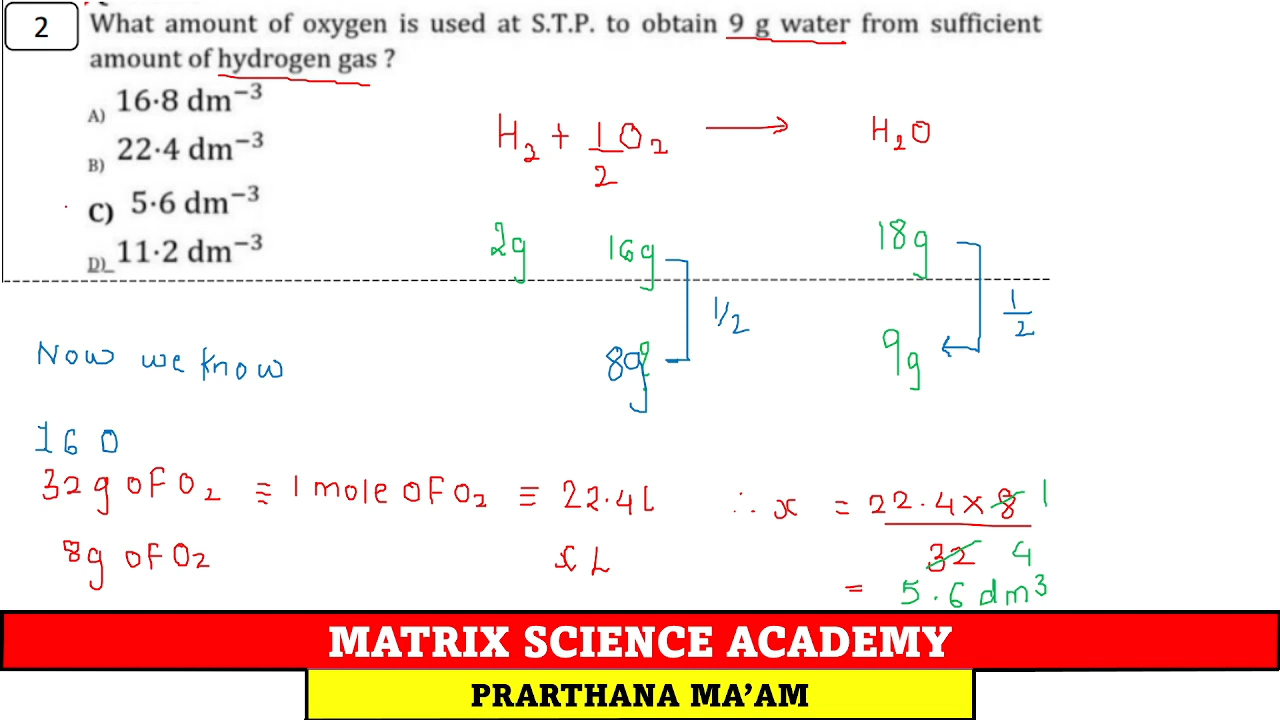 2
What amount of oxygen is used at S.T.P. to obtain 9 g water from sufficient
amount of hydrogen gas ?
A) 16·8 dm⁻³
B) 22·4 dm⁻³
C) 5·6 dm⁻³
D) 11·2 dm⁻³
H₂ + 1/2 O₂ ⟶ H₂O
2g 16g 18g
1/2 1/2
8g 9g
Now we know
16 O
32g of O₂ ≡ 1 mole of O₂ ≡ 22.4L ∴ x = 22.4 × 8 1
8g of O₂ x L 32 4
= 5.6 dm³
MATRIX SCIENCE ACADEMY
PRARTHANA MA'AM